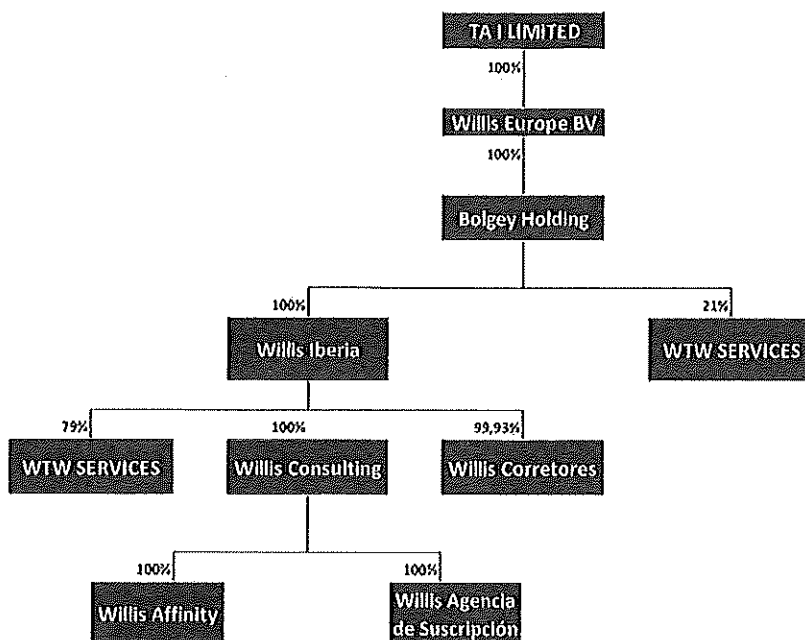 TA I LIMITED
100%
Willis Europe BV
100%
Bolgey Holding
100%
21%
Willis Iberia
WTW SERVICES
79%
100%
99,93%
WTW SERVICES
Willis Consulting
Willis Corretores
100%
100%
Willis Affinity
Willis Agencia
de Suscripción